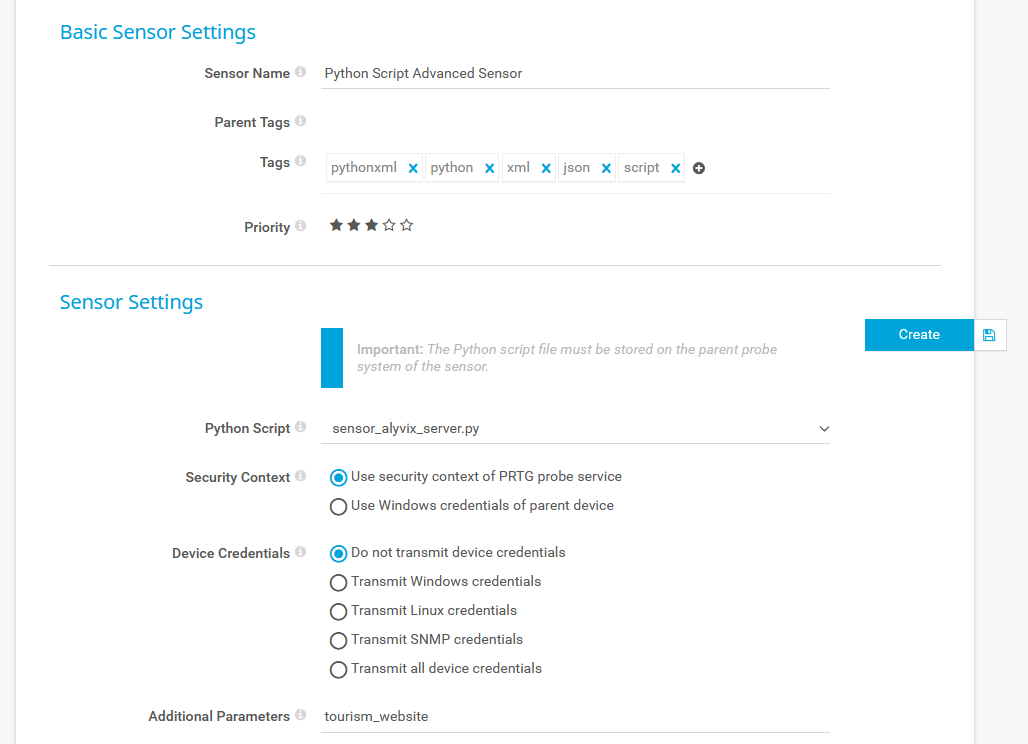 Basic Sensor Settings
Sensor Name
Python Script Advanced Sensor
Parent Tags
Tags
pythonxml python xml json script
Priority
Sensor Settings
Create
Important: The Python script file must be stored on the parent probe
system of the sensor.
Python Script
sensor_alyvix_server.py
Security Context
Use security context of PRTG probe service
Use Windows credentials of parent device
Device Credentials
Do not transmit device credentials
Transmit Windows credentials
Transmit Linux credentials
Transmit SNMP credentials
Transmit all device credentials
Additional Parameters
tourism_website